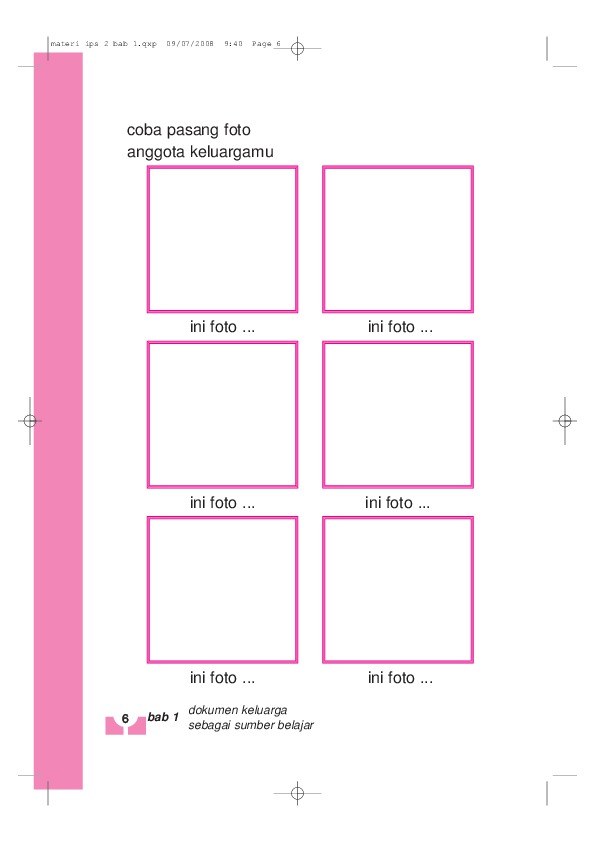 materi ips 2 bab 1.qxp  09/07/2008  9:40  Page 6
coba pasang foto
anggota keluargamu
ini foto ...
ini foto ...
ini foto ...
ini foto ...
ini foto ...
ini foto ...
6
bab 1
dokumen keluarga
sebagai sumber belajar